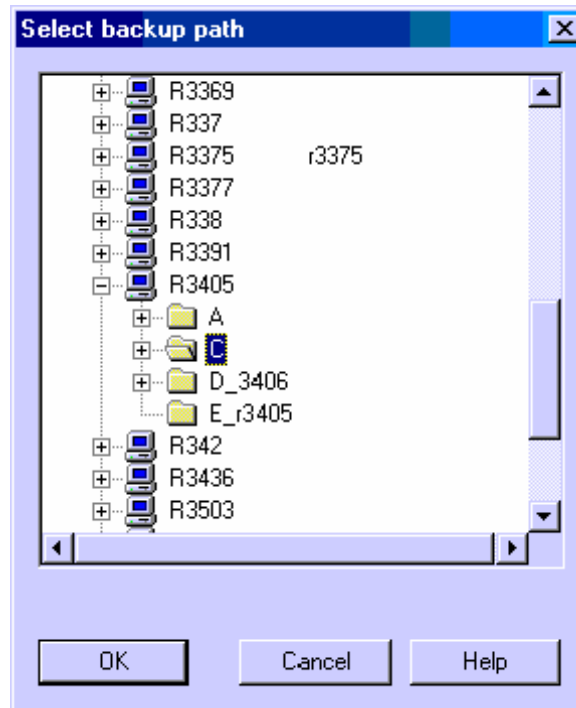 Select backup path
R3369
R337
R3375 r3375
R3377
R338
R3391
R3405
A
C
D_3406
E_r3405
R342
R3436
R3503
OK Cancel Help